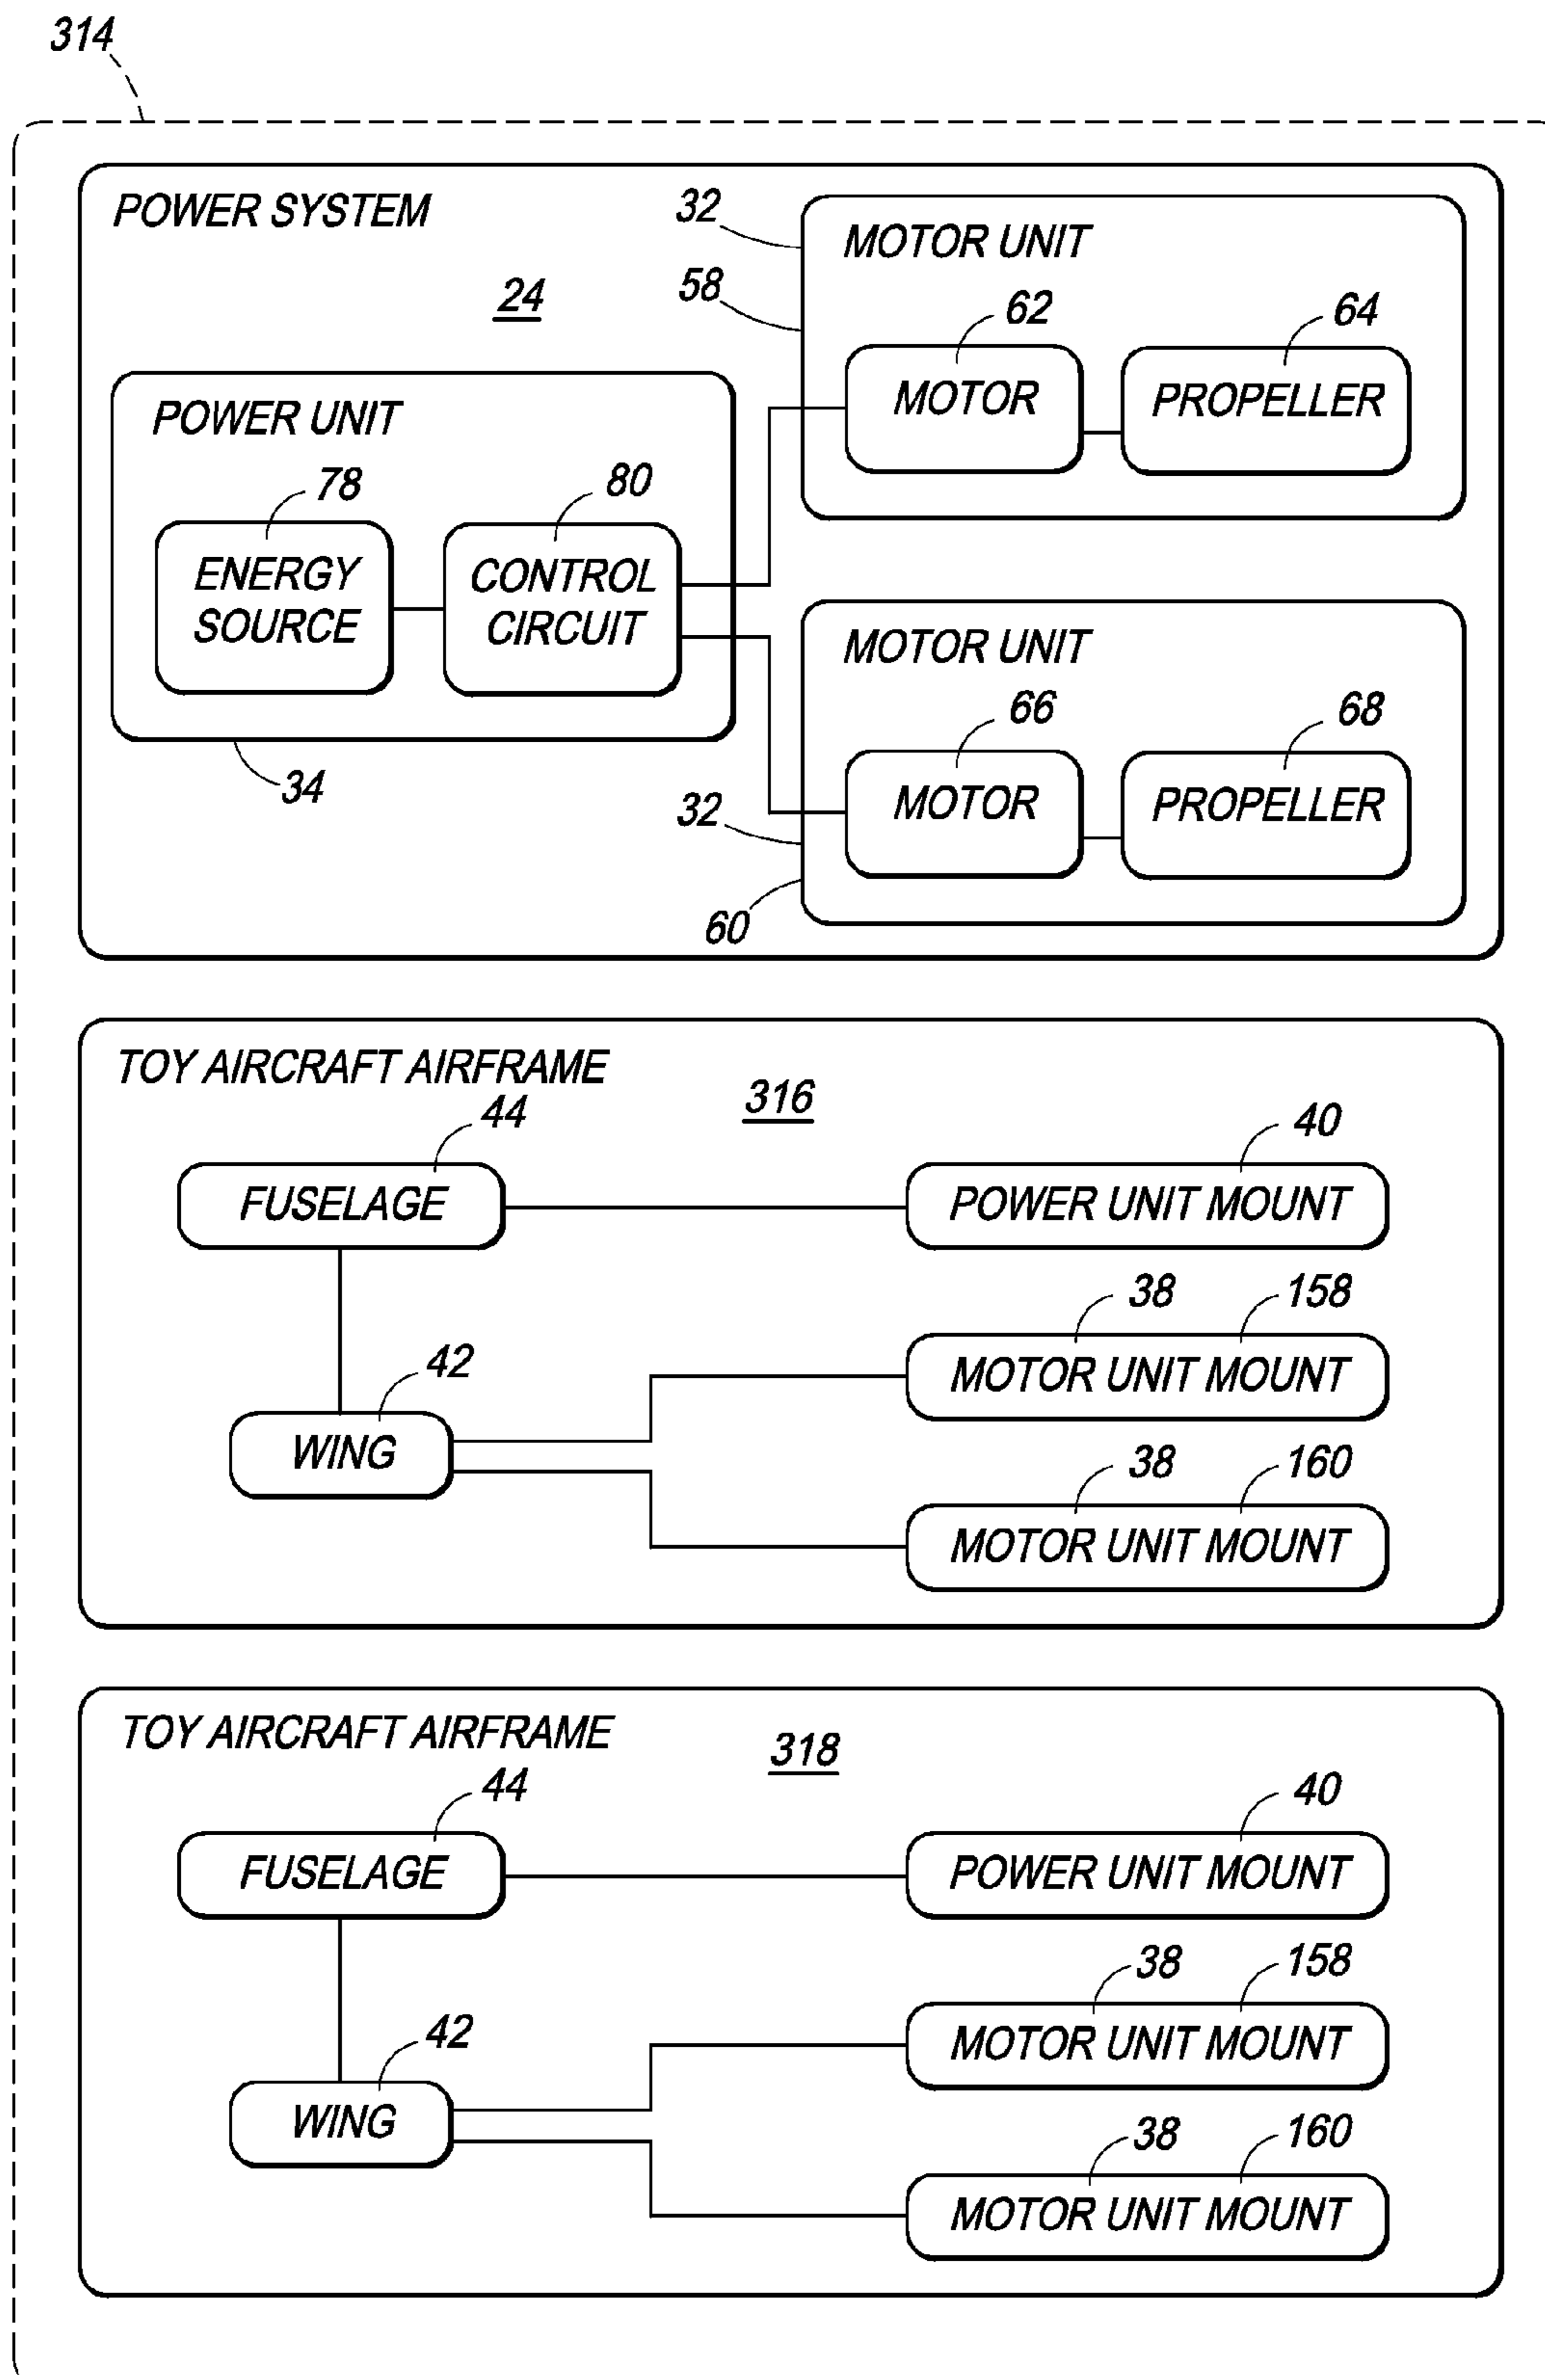 314
POWER SYSTEM
24
32
58
MOTOR UNIT
62
64
MOTOR
PROPELLER
POWER UNIT
78
80
ENERGY
SOURCE
CONTROL
CIRCUIT
34
MOTOR UNIT
66
68
32
MOTOR
PROPELLER
60
TOY AIRCRAFT AIRFRAME
316
44
40
FUSELAGE
POWER UNIT MOUNT
38
158
MOTOR UNIT MOUNT
42
WING
38
160
MOTOR UNIT MOUNT
TOY AIRCRAFT AIRFRAME
318
44
40
FUSELAGE
POWER UNIT MOUNT
38
158
MOTOR UNIT MOUNT
42
WING
38
160
MOTOR UNIT MOUNT